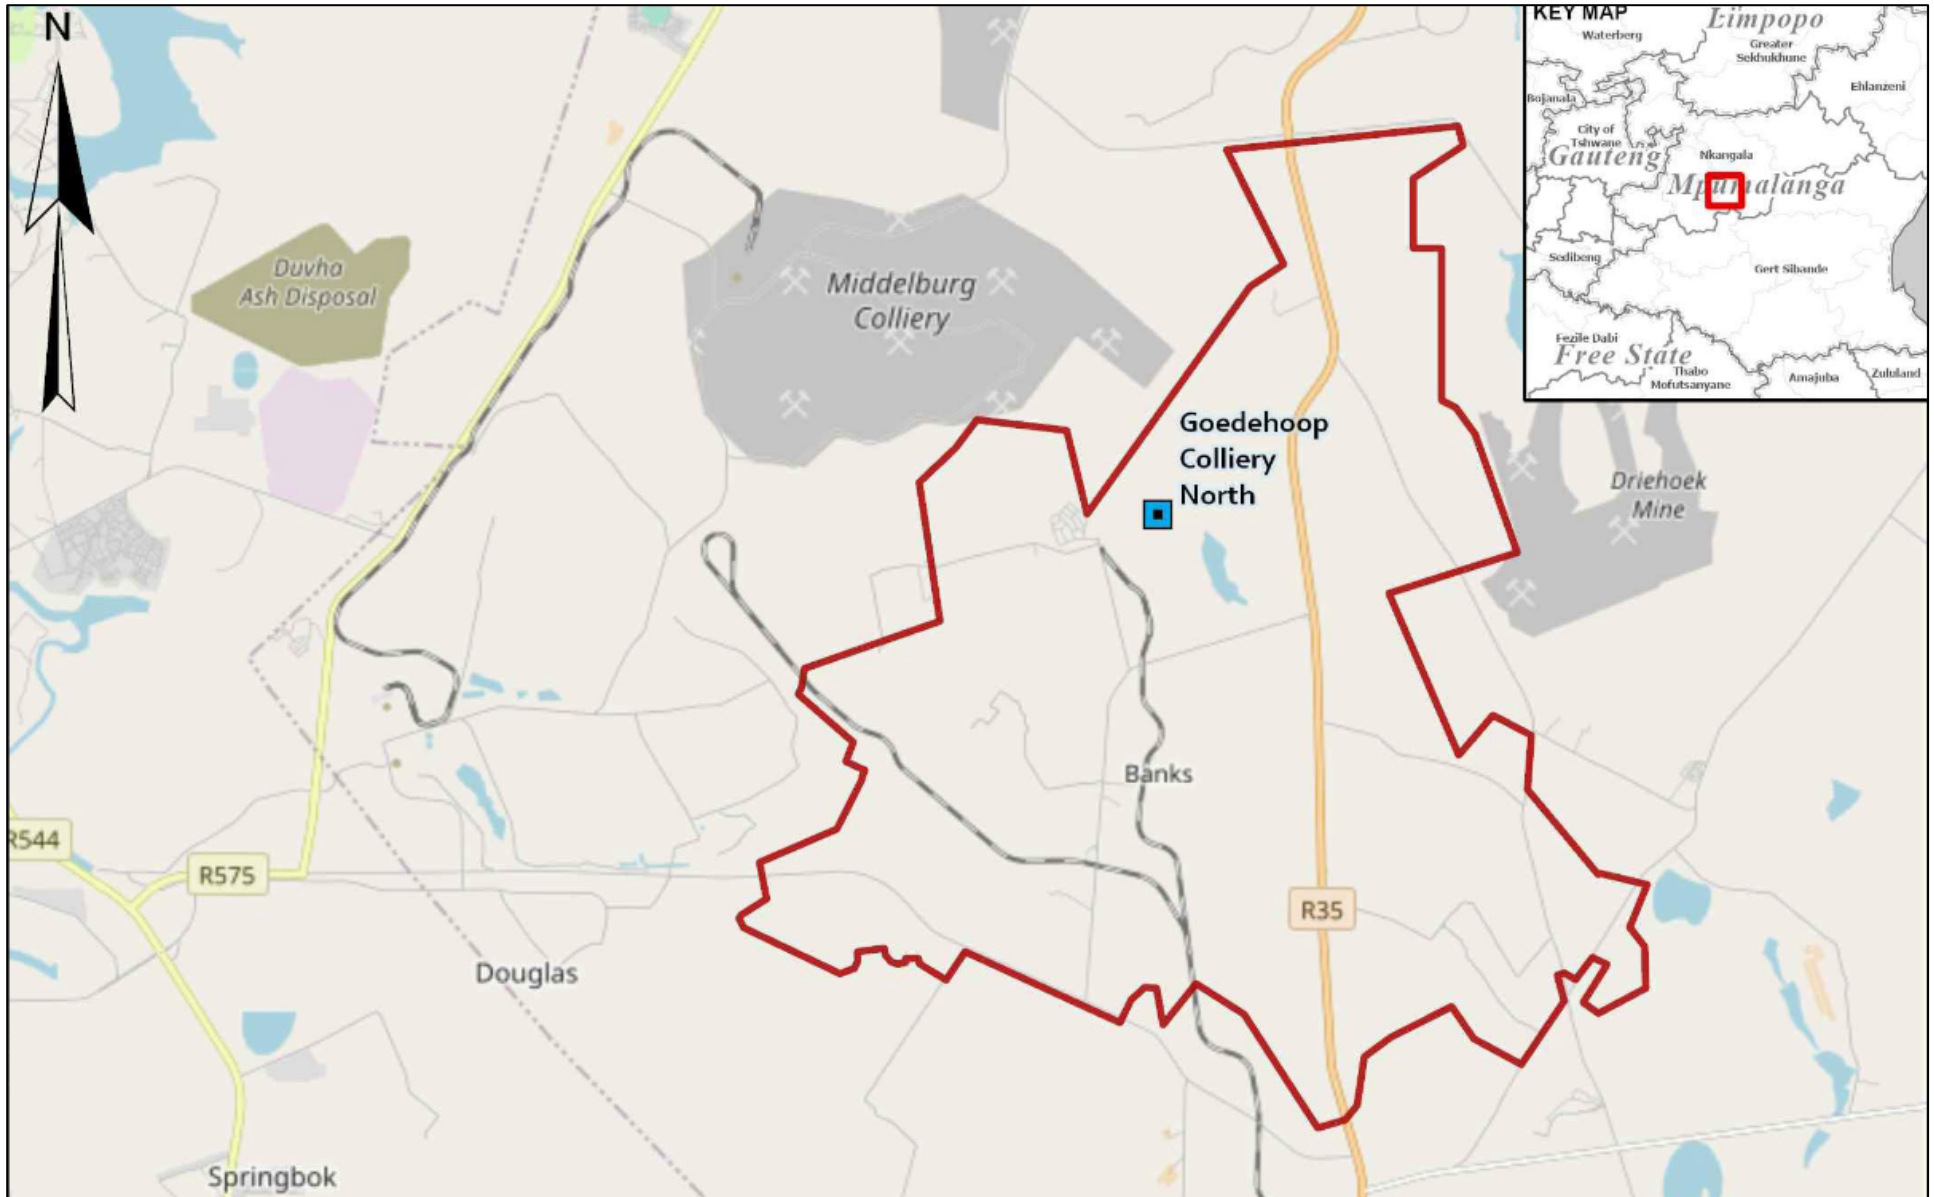 N
KEY MAP
Limpopo
Waterberg
Greater
Sekhukhune
Ehlanzeni
Bojanala
City of
Tshwane
Gauteng
Nkangala
Mpumalanga
Sedibeng
Gert Sibande
Fezile Dabi
Free State
Thabo
Mofutsanyane
Amajuba
Zululand
Duvha
Ash Disposal
Middelburg
Colliery
Goedehoop
Colliery
North
Driehoek
Mine
Banks
R544
R575
R35
Douglas
Springbok